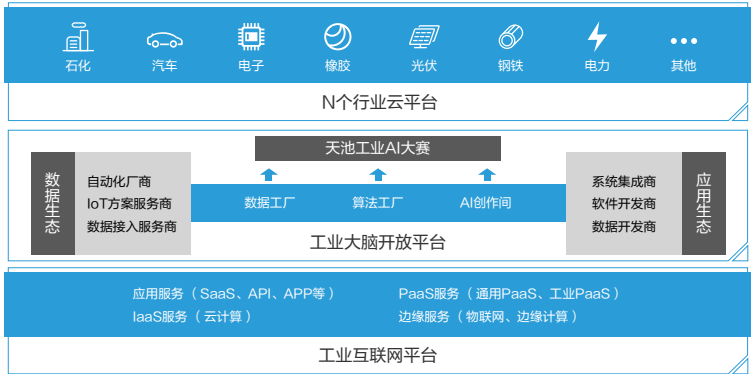 石化 汽车 电子 橡胶 光伏 钢铁 电力 其他
N个行业云平台
天池工业AI大赛
数据生态
自动化厂商
IoT方案服务商
数据接入服务商
数据工厂 算法工厂 AI创作间
系统集成商
软件开发商
数据开发商
应用生态
工业大脑开放平台
应用服务（SaaS、API、APP等） PaaS服务（通用PaaS、工业PaaS）
IaaS服务（云计算） 边缘服务（物联网、边缘计算）
工业互联网平台